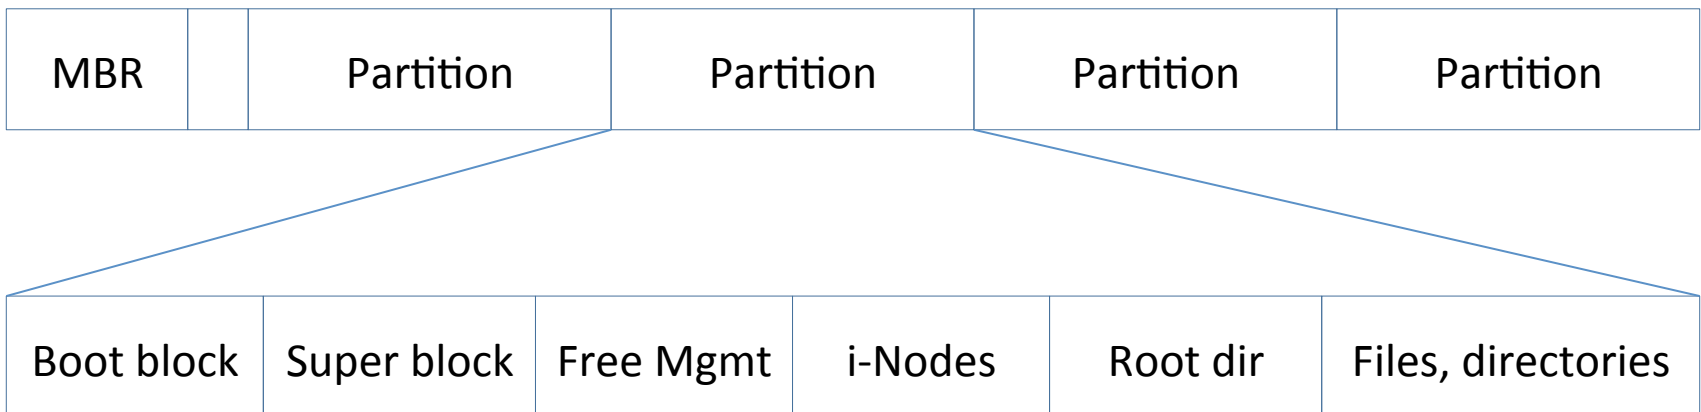 MBR Partition Partition Partition Partition
Boot block Super block Free Mgmt i-Nodes Root dir Files, directories